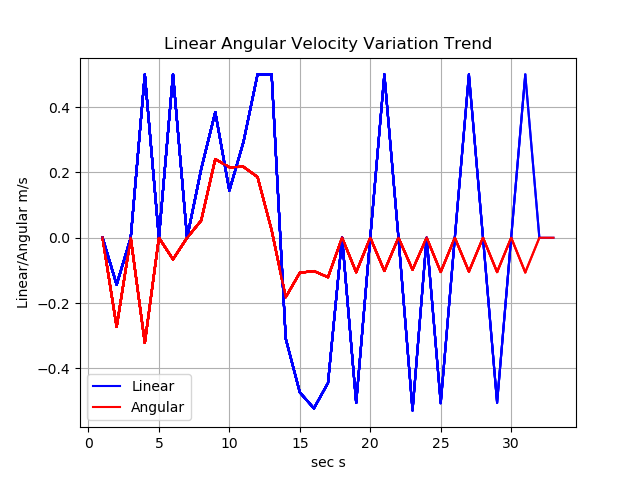 Linear Angular Velocity Variation Trend
Linear/Angular m/s
0.4
0.2
0.0
−0.2
−0.4
Linear
Angular
0 5 10 15 20 25 30
sec s